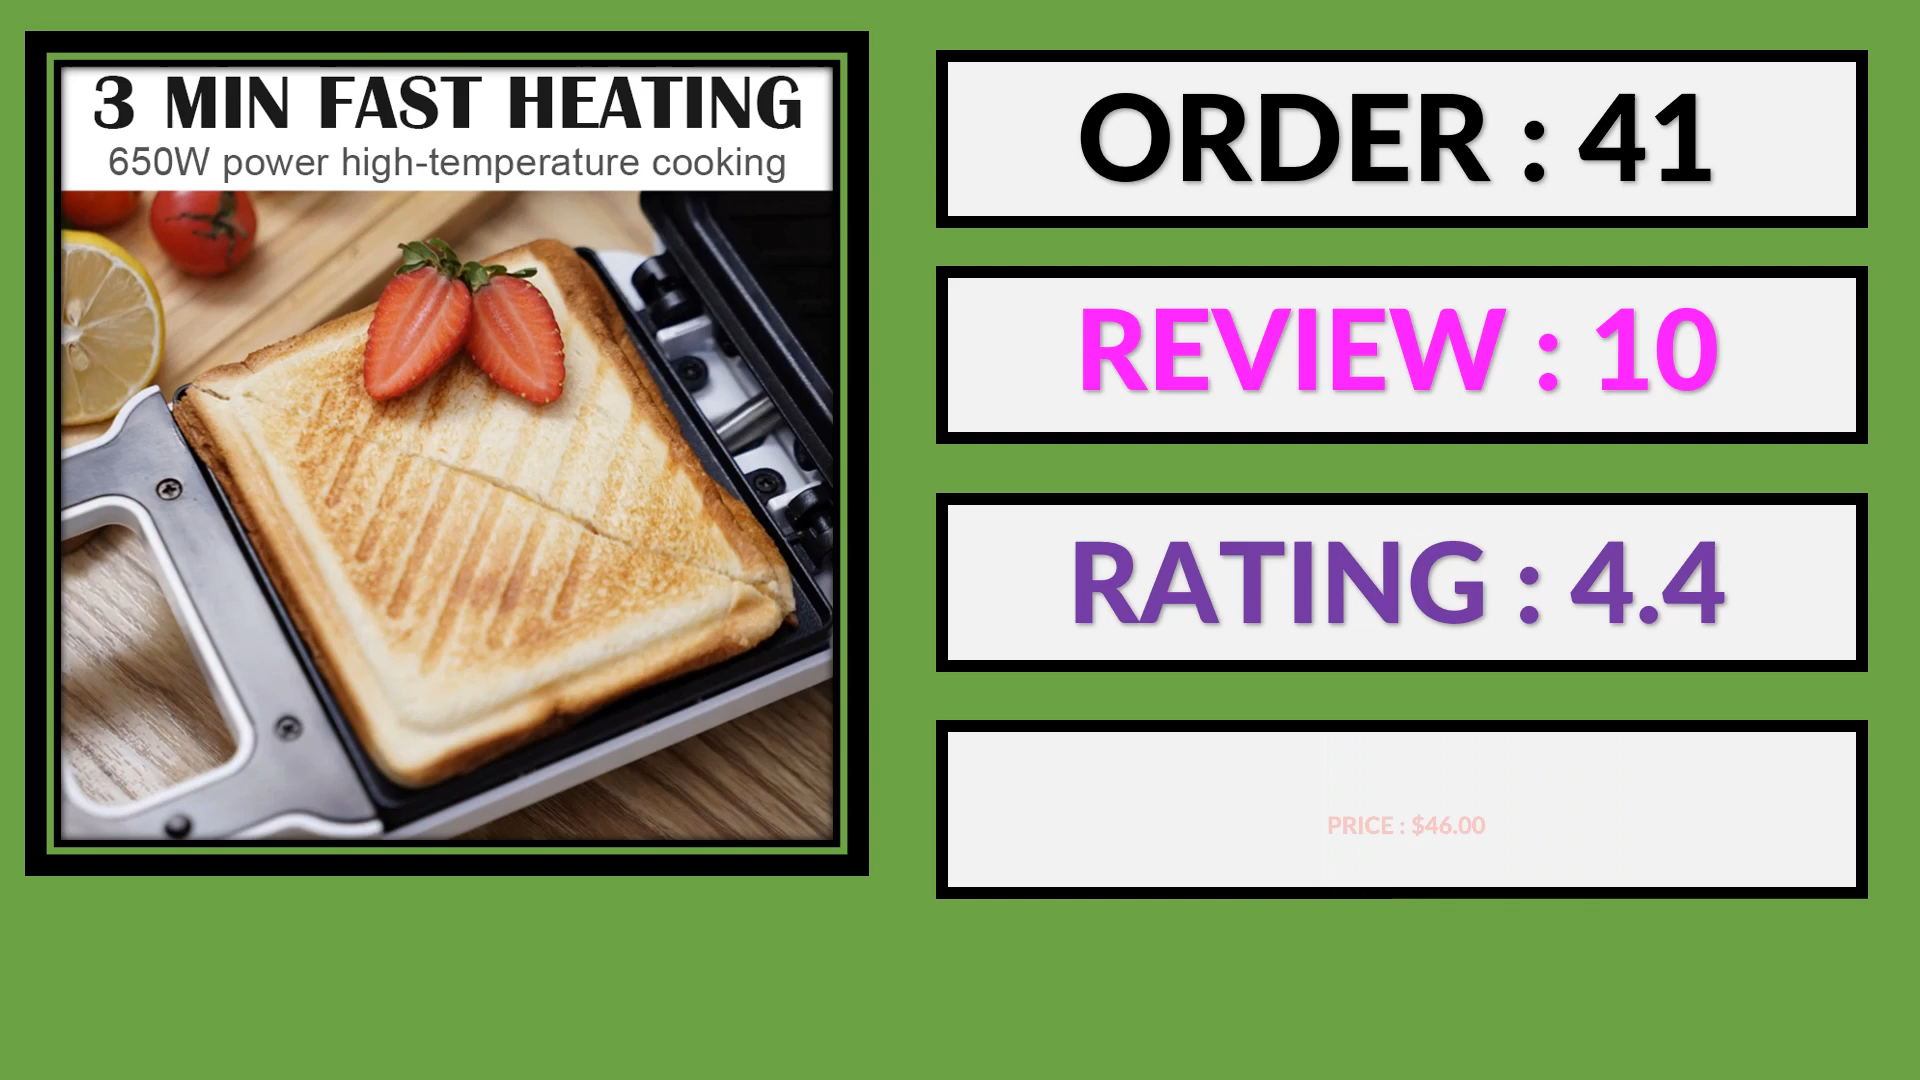 3 MIN FAST HEATING
650W power high-temperature cooking
ORDER : 41
REVIEW : 10
RATING : 4.4
PRICE : $46.00